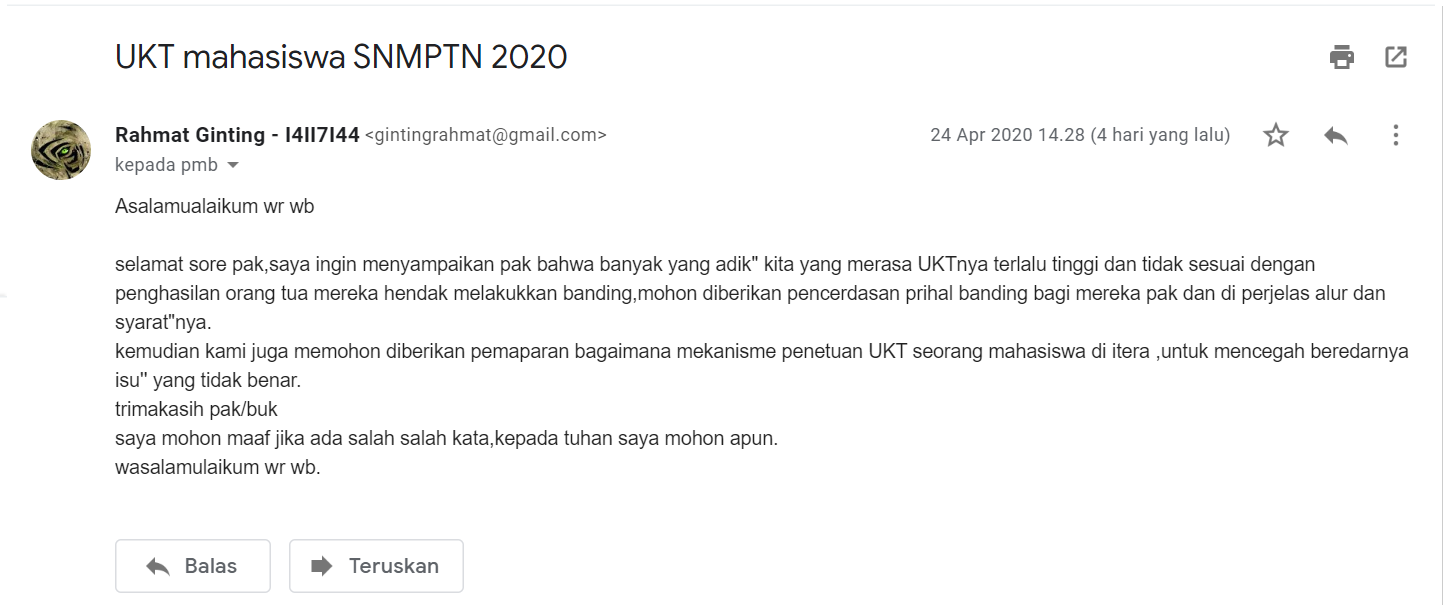 UKT mahasiswa SNMPTN 2020
Rahmat Ginting - I4II7I44 <gintingrahmat@gmail.com>
24 Apr 2020 14.28 (4 hari yang lalu)
kepada pmb
Asalamualaikum wr wb
selamat sore pak,saya ingin menyampaikan pak bahwa banyak yang adik" kita yang merasa UKTnya terlalu tinggi dan tidak sesuai dengan
penghasilan orang tua mereka hendak melakukkan banding,mohon diberikan pencerdasan prihal banding bagi mereka pak dan di perjelas alur dan
syarat"nya.
kemudian kami juga memohon diberikan pemaparan bagaimana mekanisme penetuan UKT seorang mahasiswa di itera ,untuk mencegah beredarnya
isu" yang tidak benar.
trimakasih pak/buk
saya mohon maaf jika ada salah salah kata,kepada tuhan saya mohon apun.
wasalamulaikum wr wb.
Balas
Teruskan